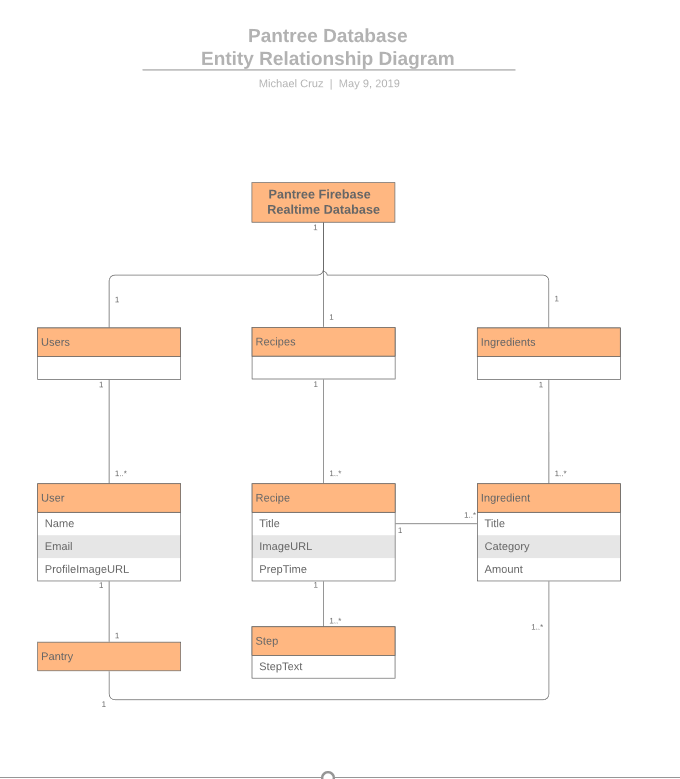 Pantree Database
Entity Relationship Diagram
Michael Cruz | May 9, 2019
Pantree Firebase
Realtime Database
1
1
1
1
Users
Recipes
Ingredients
1
1
1
1..*
1..*
1..*
User
Recipe
Ingredient
Name
Title
1
1..*
Title
Email
ImageURL
Category
ProfileImageURL
PrepTime
Amount
1
1
1
1..*
1..*
Pantry
Step
StepText
1